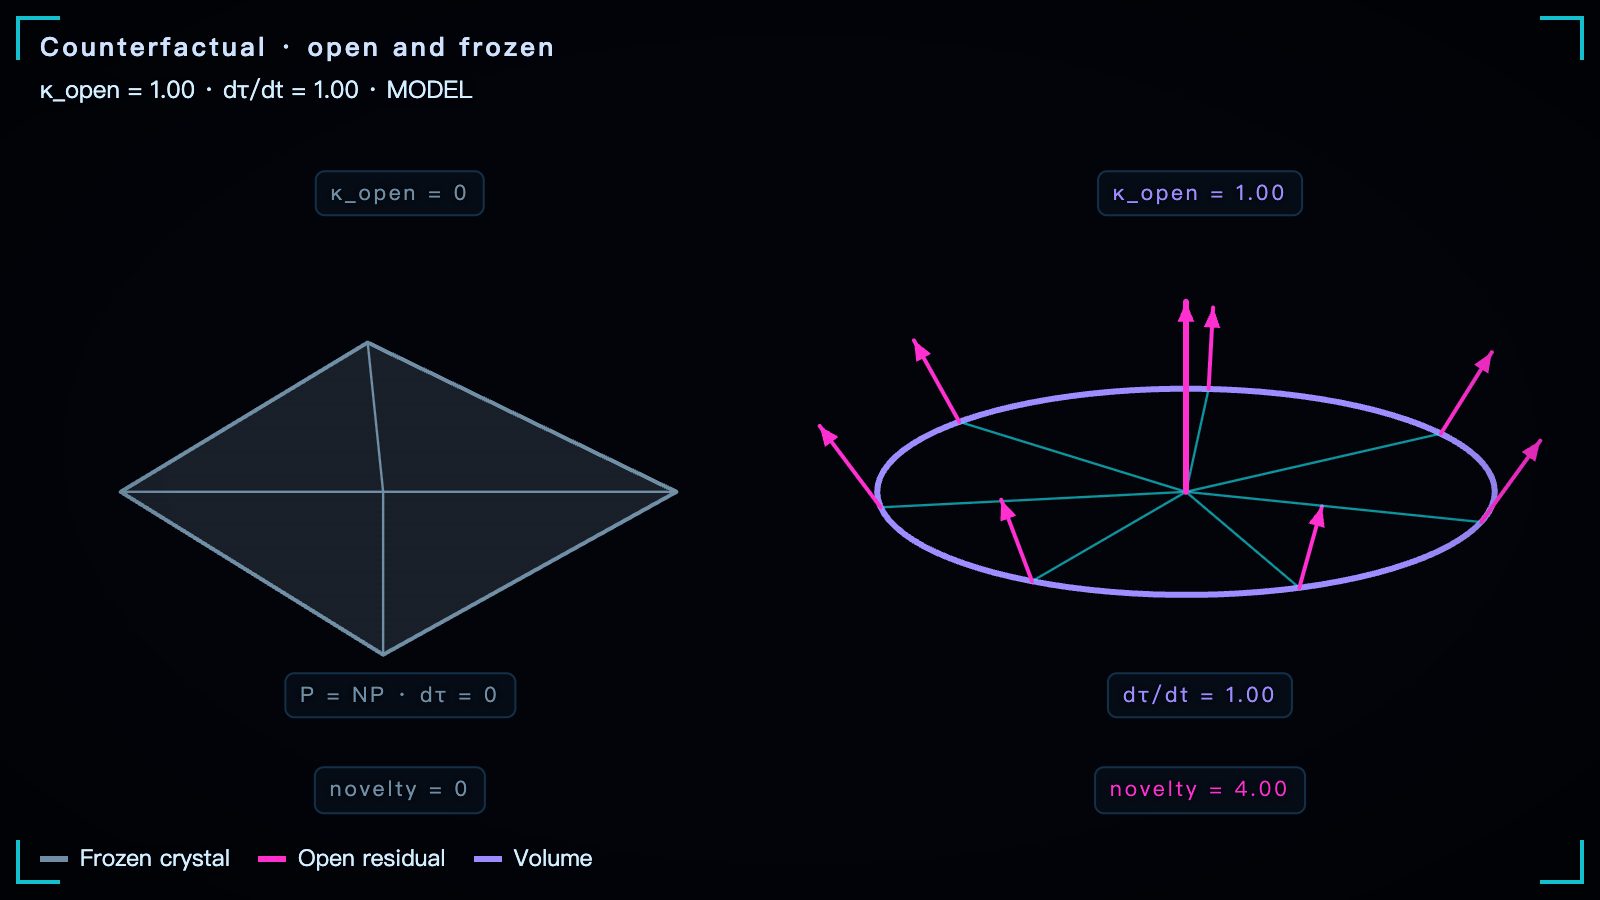 Counterfactual · open and frozen
κ_open = 1.00 · dτ/dt = 1.00 · MODEL
κ_open = 0
κ_open = 1.00
P = NP · dτ = 0
dτ/dt = 1.00
novelty = 0
novelty = 4.00
Frozen crystal
Open residual
Volume